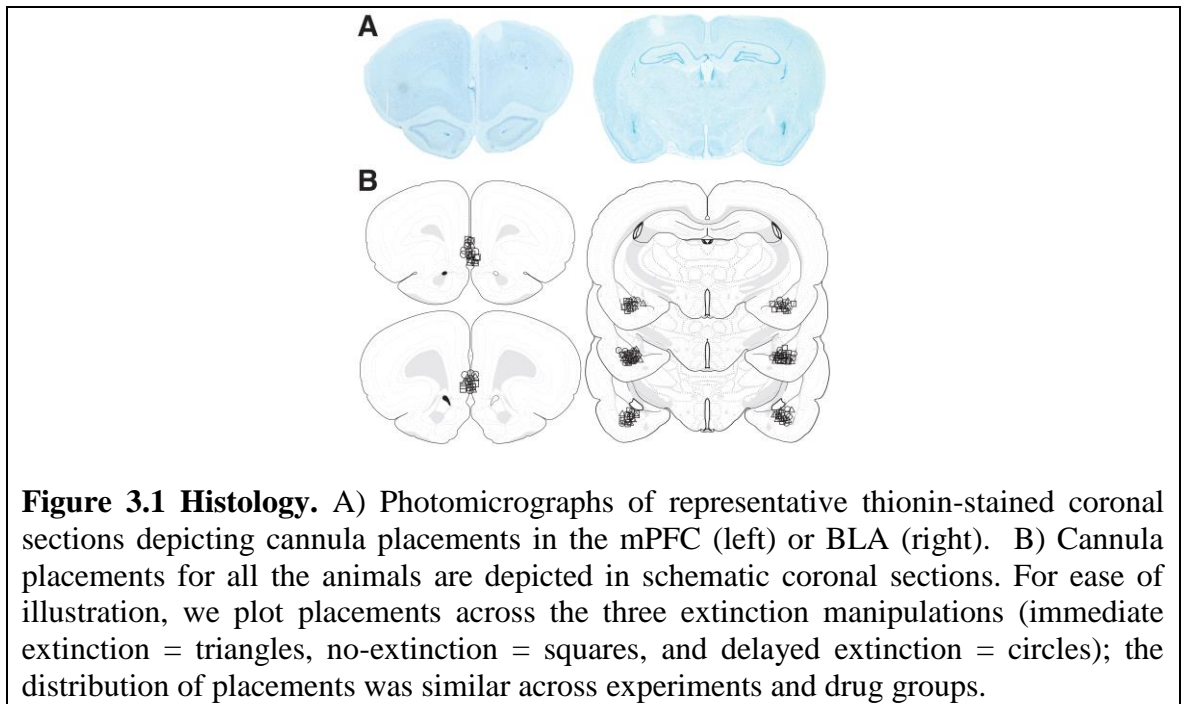 A
B
Figure 3.1 Histology. A) Photomicrographs of representative thionin-stained coronal
sections depicting cannula placements in the mPFC (left) or BLA (right). B) Cannula
placements for all the animals are depicted in schematic coronal sections. For ease of
illustration, we plot placements across the three extinction manipulations (immediate
extinction = triangles, no-extinction = squares, and delayed extinction = circles); the
distribution of placements was similar across experiments and drug groups.